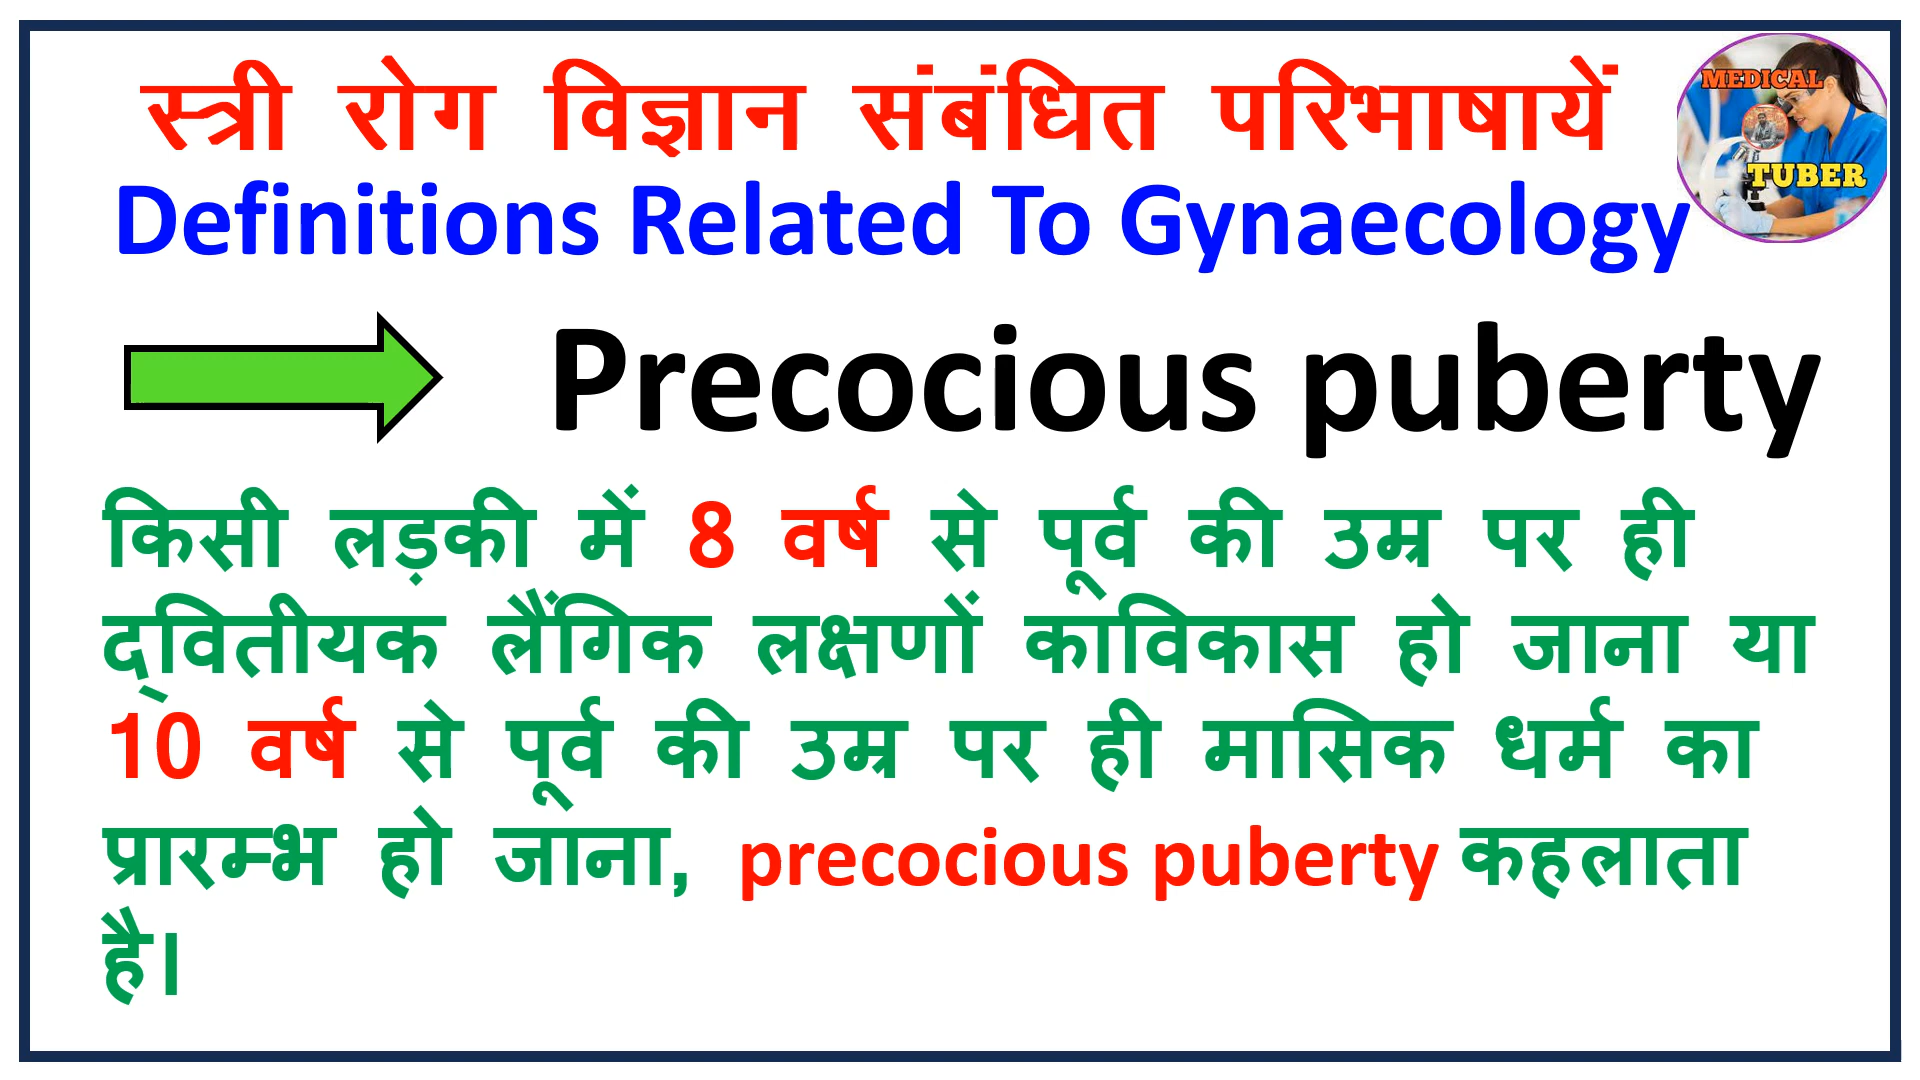 स्त्री रोग विज्ञान संबंधित परिभाषायें
MEDICAL
TUBER
Definitions Related To Gynaecology
Precocious puberty
किसी लड़की में 8 वर्ष से पूर्व की उम्र पर ही
द्वितीयक लैंगिक लक्षणों काविकास हो जाना या
10 वर्ष से पूर्व की उम्र पर ही मासिक धर्म का
प्रारम्भ हो जाना, precocious puberty कहलाता
है।